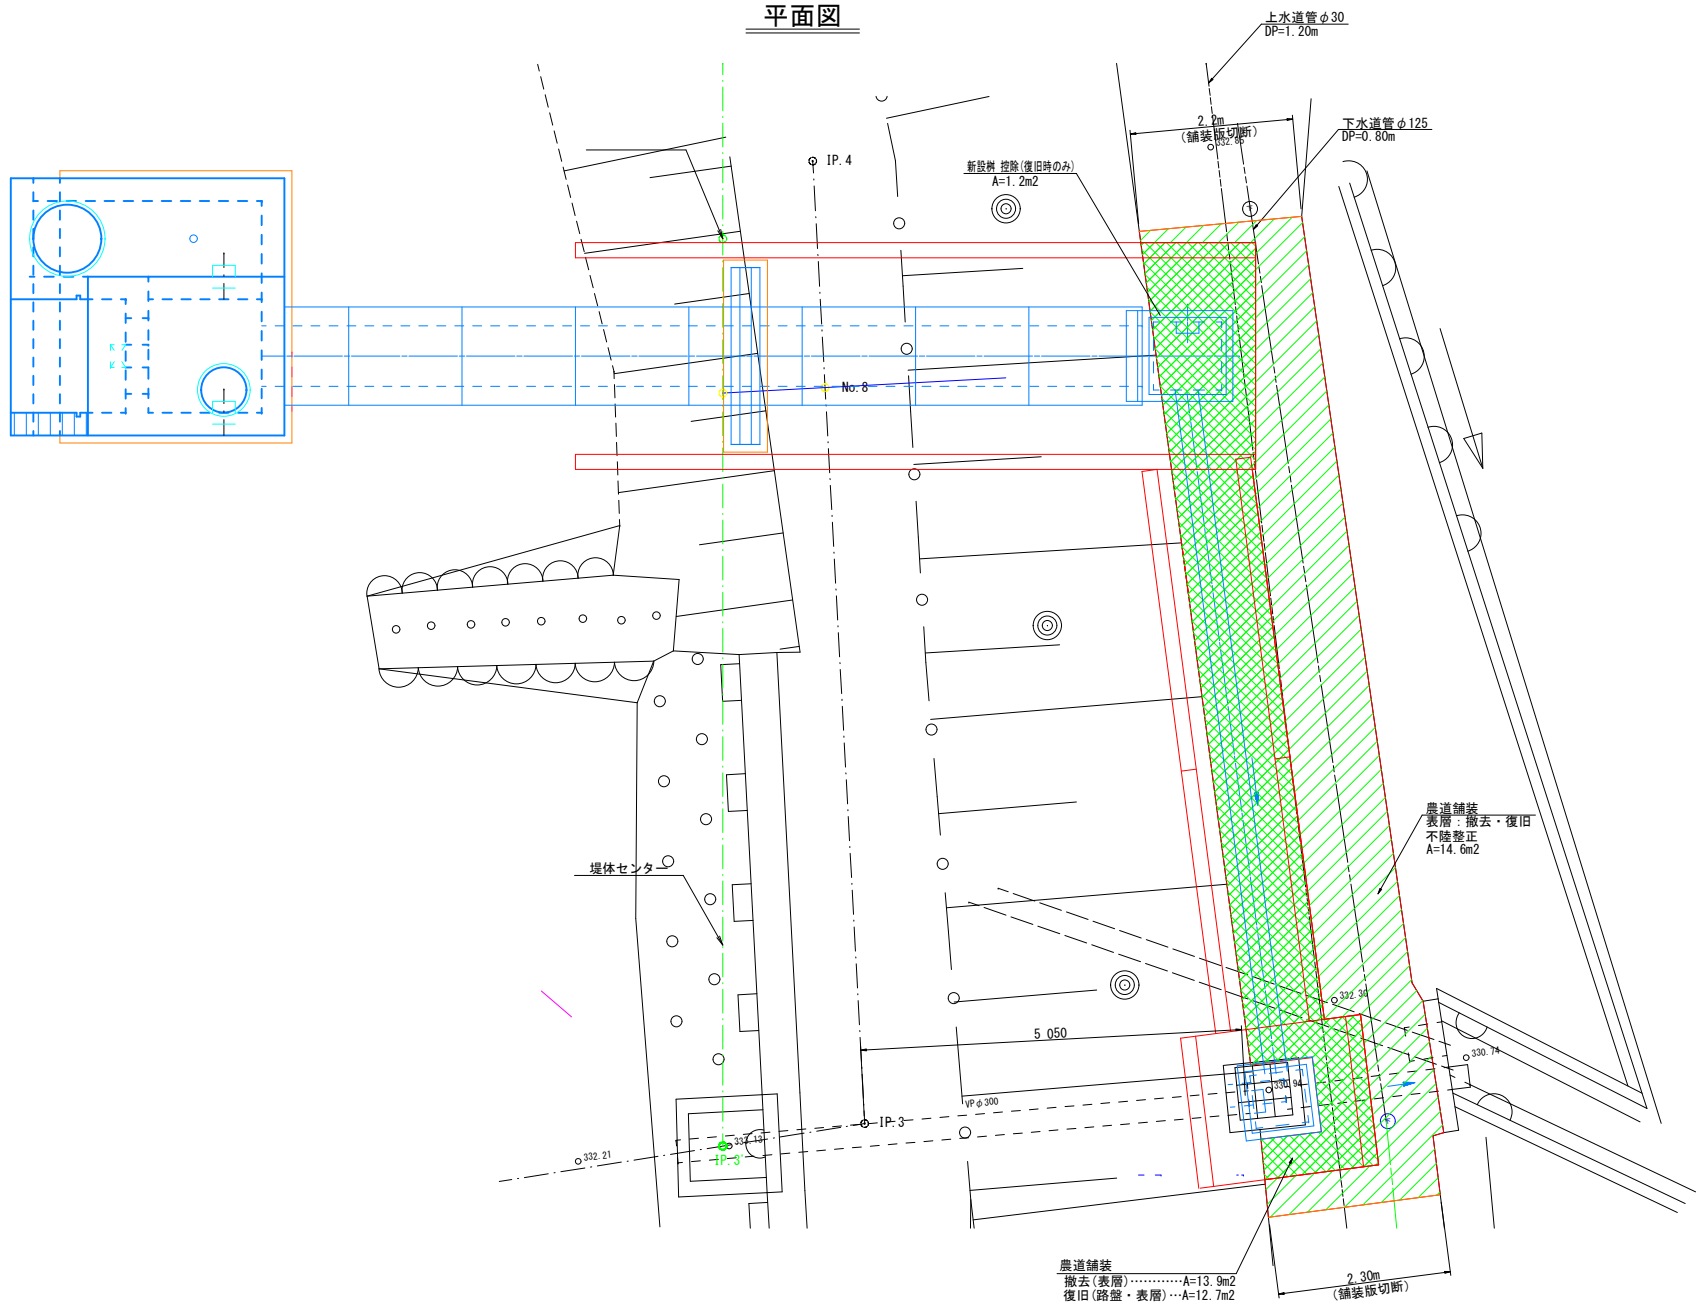 平面図
上水道管φ30
DP=1.20m
2.2m
(舗装版切断)
332.86
下水道管φ125
DP=0.80m
IP.4
新設桝 控除(復旧時のみ)
A=1.2m2
No.8
農道舗装
表層：撤去・復旧
不陸整正
A=14.6m2
堤体センター
332.30
5 050
330.74
330.94
VPφ300
IP.3
333.13
332.21
IP.3
農道舗装
撤去(表層)…………A=13.9m2
復旧(路盤・表層)…A=12.7m2
2.30m
(舗装版切断)